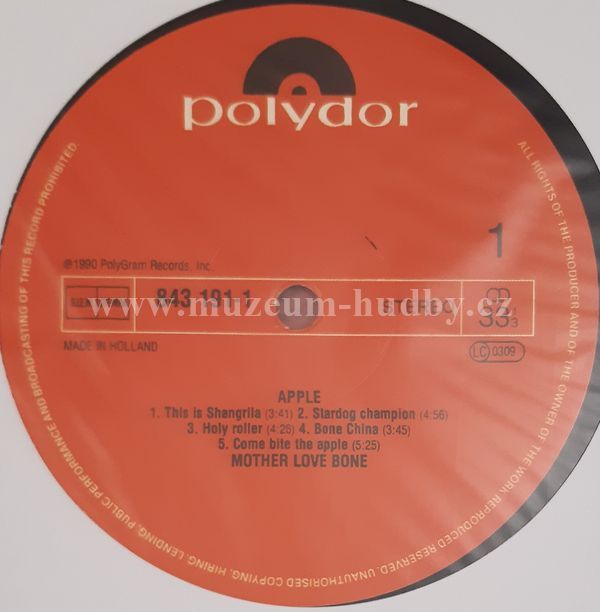 polydor
1
℗1990 PolyGram Records, Inc.
843 191 1
STEREO
33 1/3
MADE IN HOLLAND
LC 0309
www.muzeum-hudby.cz
APPLE
1. This is Shangrila (3:41) 2. Stardog champion (4:56)
3. Holy roller (4:26) 4. Bone China (3:45)
5. Come bite the apple (5:25)
MOTHER LOVE BONE
ALL RIGHTS OF THE PRODUCER AND OF THE OWNER OF THE WORK REPRODUCED RESERVED. UNAUTHORISED COPYING, HIRING, LENDING, PUBLIC PERFORMANCE AND BROADCASTING OF THIS RECORD PROHIBITED.